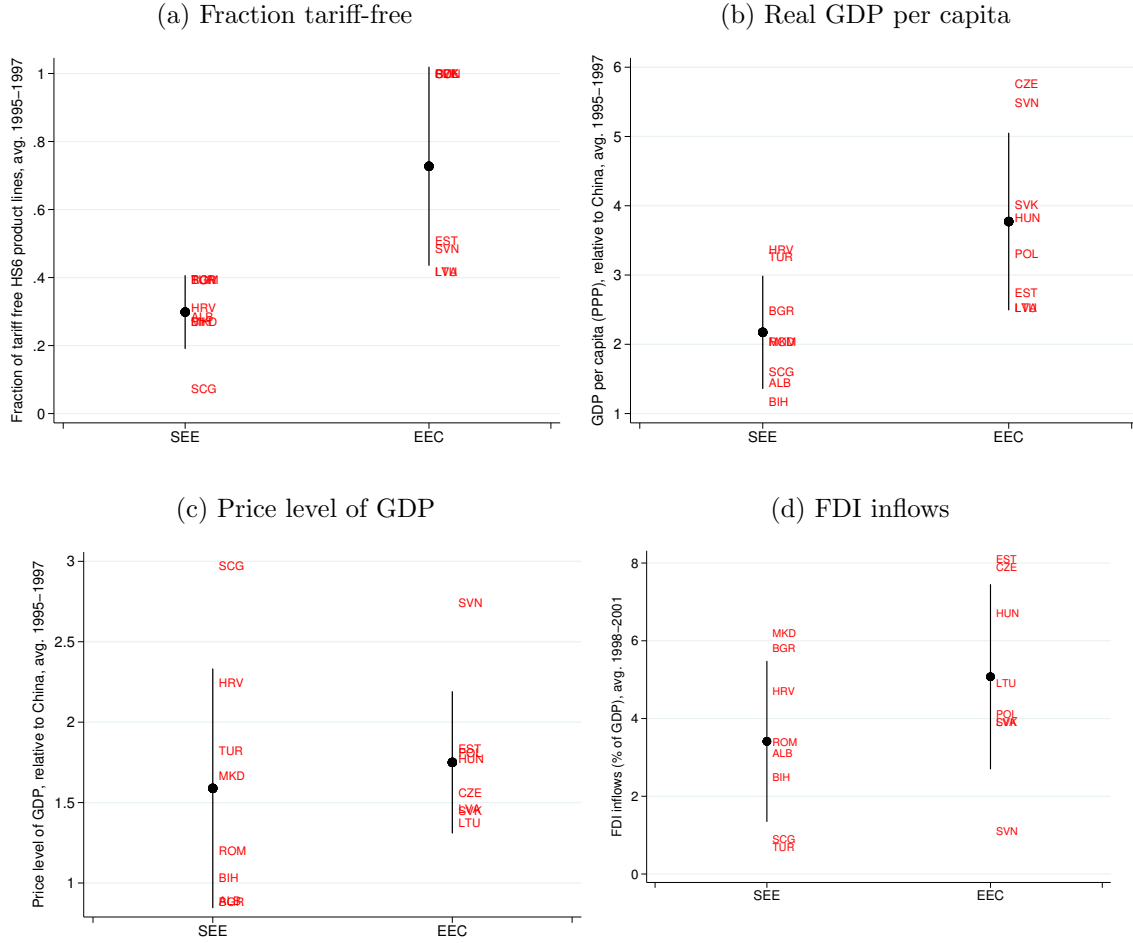 (a) Fraction tariff-free
Fraction of tariff free HS6 product lines, avg. 1995−1997
1
.8
.6
.4
.2
0
HRV
ALB
MKD
SCG
EST
SVN
SEE
EEC
(b) Real GDP per capita
GDP per capita (PPP), relative to China, avg. 1995−1997
6
5
4
3
2
1
HRV
TUR
BGR
SCG
ALB
BIH
CZE
SVN
SVK
HUN
POL
EST
SEE
EEC
(c) Price level of GDP
Price level of GDP, relative to China, avg. 1995−1997
3
2.5
2
1.5
1
SCG
HRV
TUR
MKD
ROM
BIH
ALB
BGR
SVN
EST
POL
HUN
CZE
LVA
SVK
LTU
SEE
EEC
(d) FDI inflows
FDI inflows (% of GDP), avg. 1998−2001
8
6
4
2
0
MKD
BGR
HRV
ROM
ALB
BIH
SCG
TUR
EST
CZE
HUN
LTU
POL
SVN
SEE
EEC